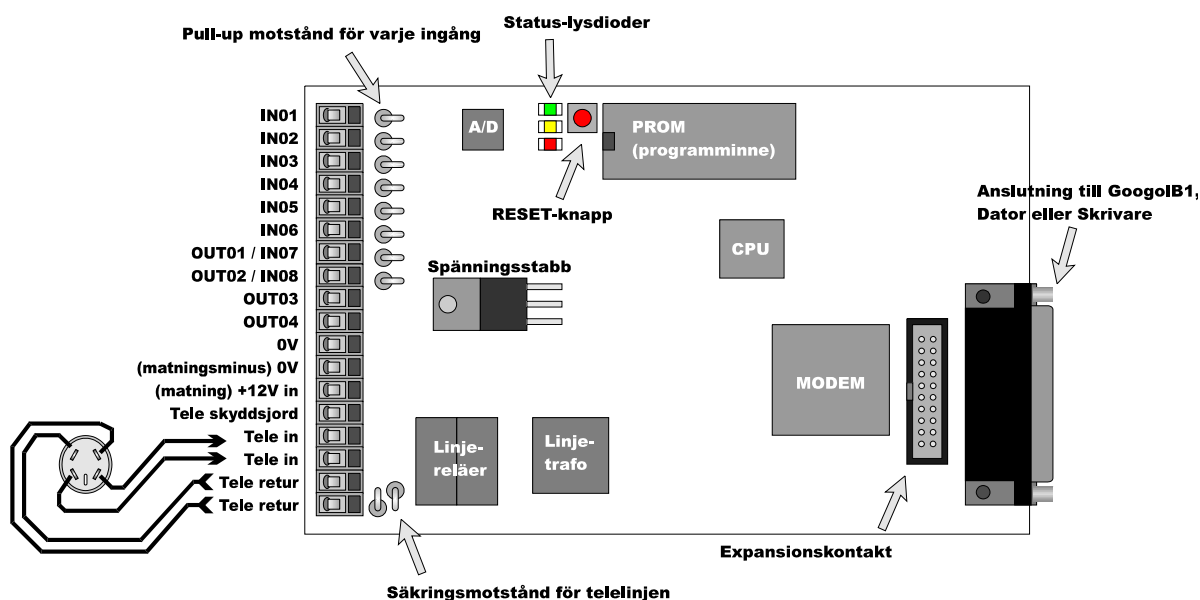 Status-lysdioder
Pull-up motstånd för varje ingång
IN01
IN02
IN03
IN04
IN05
IN06
OUT01 / IN07
OUT02 / IN08
OUT03
OUT04
0V
(matningsminus) 0V
(matning) +12V in
Tele skyddsjord
Tele in
Tele in
Tele retur
Tele retur
A/D
PROM
(programminne)
RESET-knapp
Anslutning till GoogolB1,
Dator eller Skrivare
CPU
Spänningsstabb
MODEM
Linje-
reläer
Linje-
trafo
Expansionskontakt
Säkringsmotstånd för telelinjen